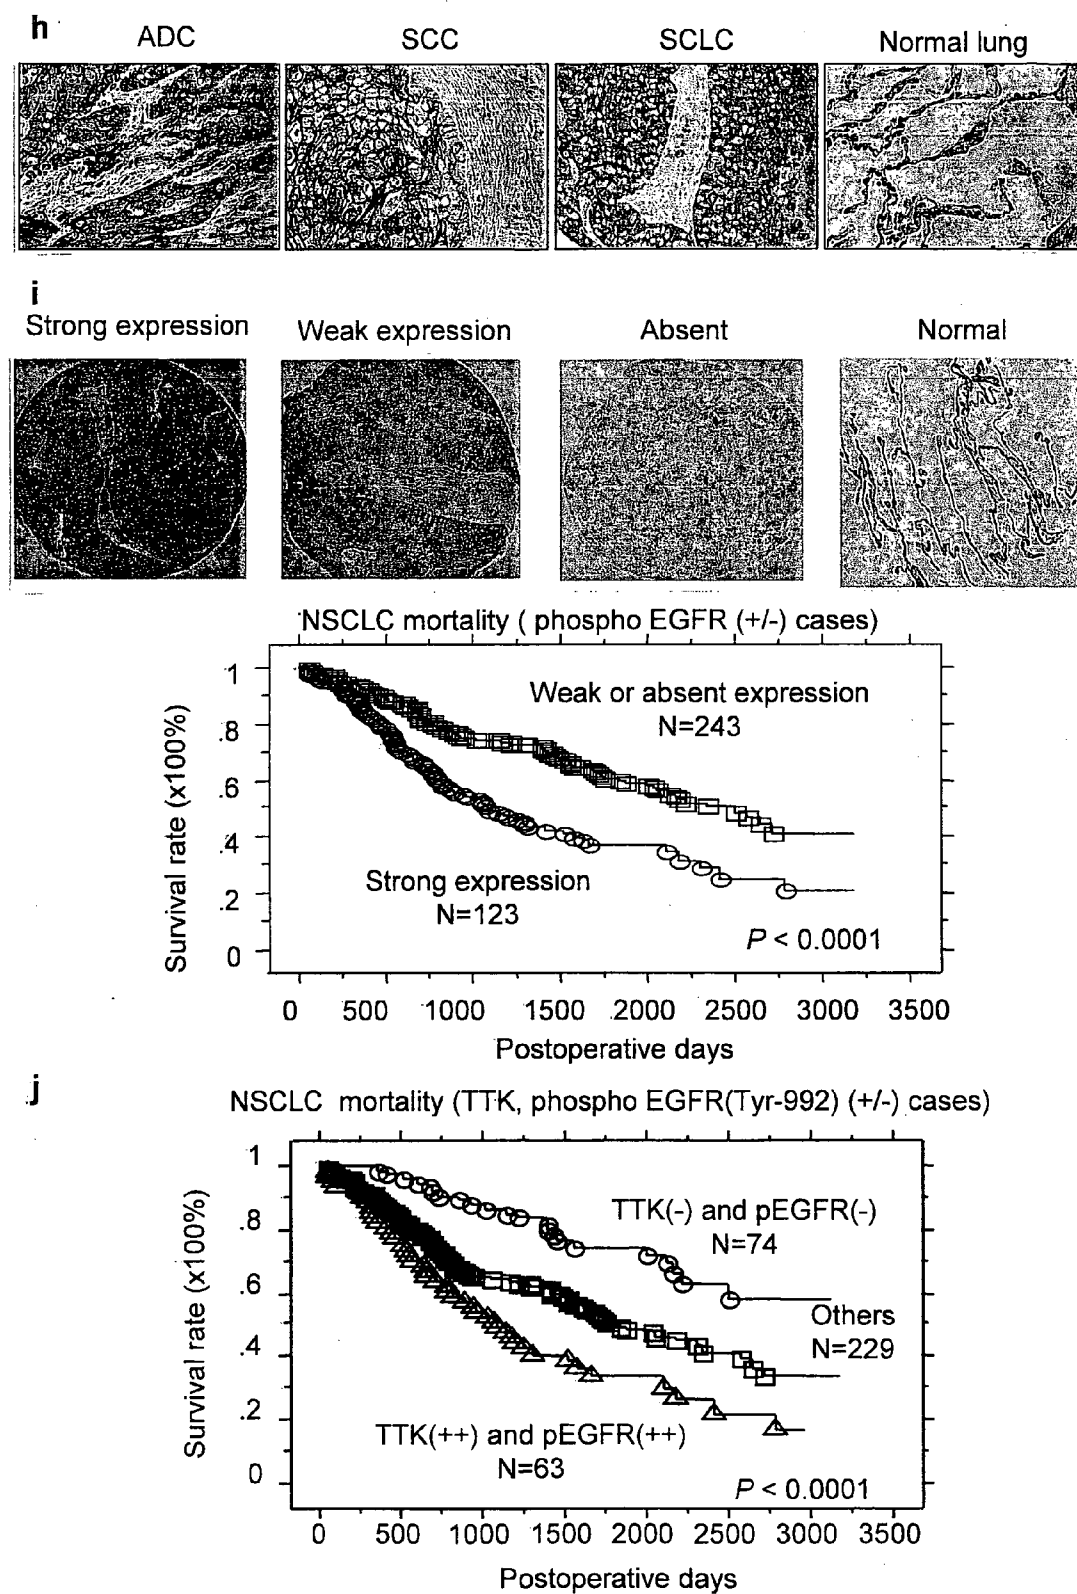 h
ADC SCC SCLC Normal lung
i
Strong expression Weak expression Absent Normal
NSCLC mortality ( phospho EGFR (+/-) cases)
Survival rate (x100%)
1
.8
.6
.4
.2
0
Weak or absent expression
N=243
Strong expression
N=123
P < 0.0001
0 500 1000 1500 2000 2500 3000 3500
Postoperative days
j
NSCLC mortality (TTK, phospho EGFR(Tyr-992) (+/-) cases)
Survival rate (x100%)
1
.8
.6
.4
.2
0
TTK(-) and pEGFR(-)
N=74
Others
N=229
TTK(++) and pEGFR(++)
N=63
P < 0.0001
0 500 1000 1500 2000 2500 3000 3500
Postoperative days